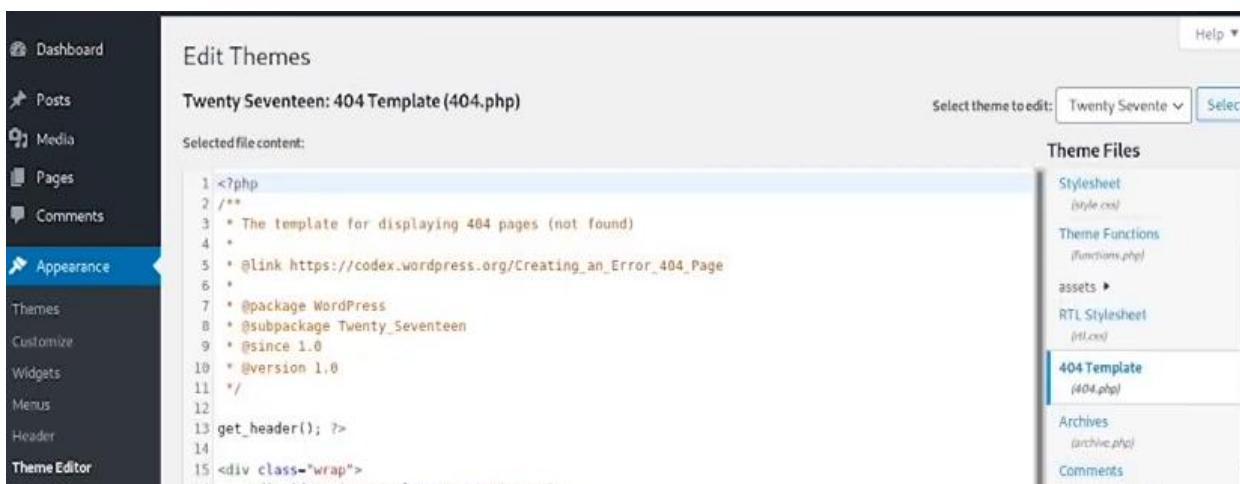 Help ▼
Dashboard
Posts
Media
Pages
Comments
Appearance
Themes
Customize
Widgets
Menus
Header
Theme Editor
Edit Themes
Twenty Seventeen: 404 Template (404.php)
Select theme to edit: Twenty Sevente Selec
Selected file content:
1 <?php
2 /**
3 * The template for displaying 404 pages (not found)
4 *
5 * @link https://codex.wordpress.org/Creating_an_Error_404_Page
6 *
7 * @package WordPress
8 * @subpackage Twenty_Seventeen
9 * @since 1.0
10 * @version 1.0
11 */
12
13 get_header(); ?>
14
15 <div class="wrap">
Theme Files
Stylesheet
(style.css)
Theme Functions
(functions.php)
assets ▶
RTL Stylesheet
(rtl.css)
404 Template
(404.php)
Archives
(archive.php)
Comments